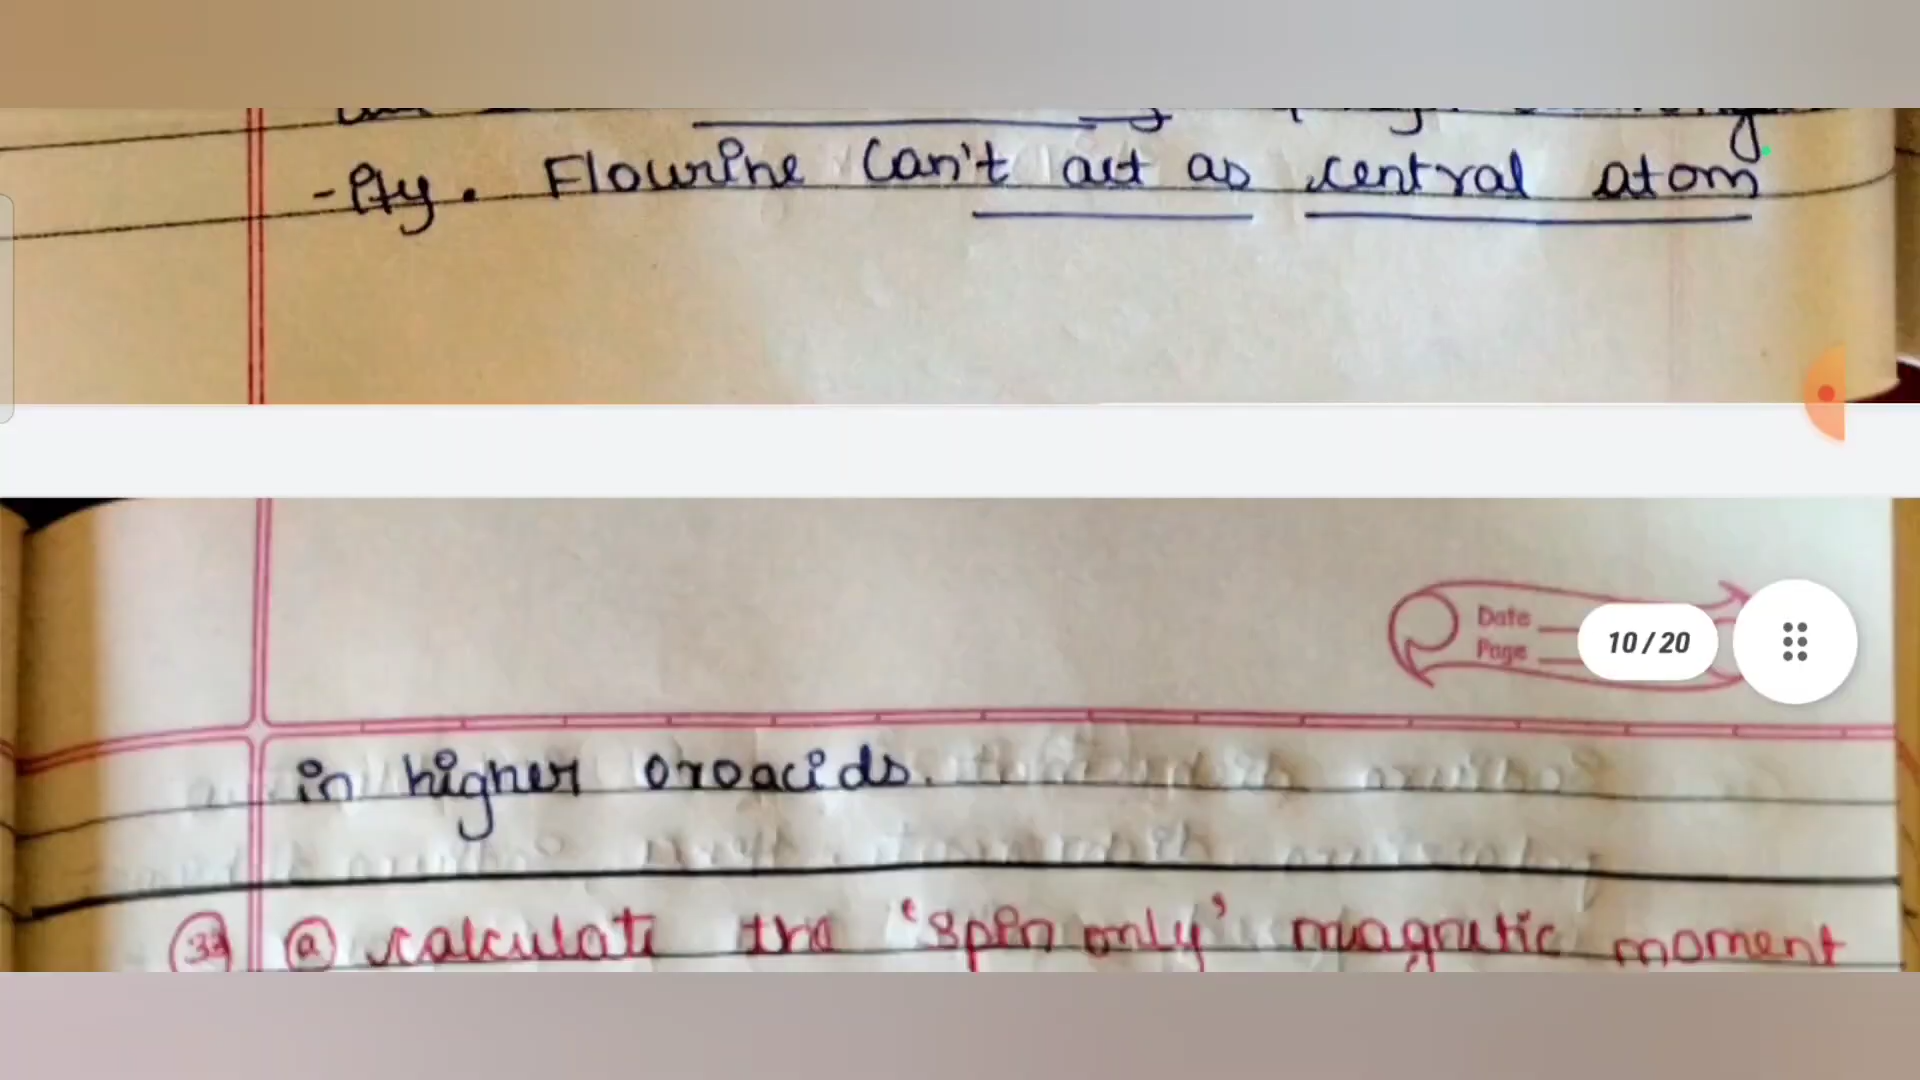 -ity. Flourine can't act as central atom
Date
Page
10/20
in higher oxoacids.
33 a calculate the 'spin only' magnetic moment